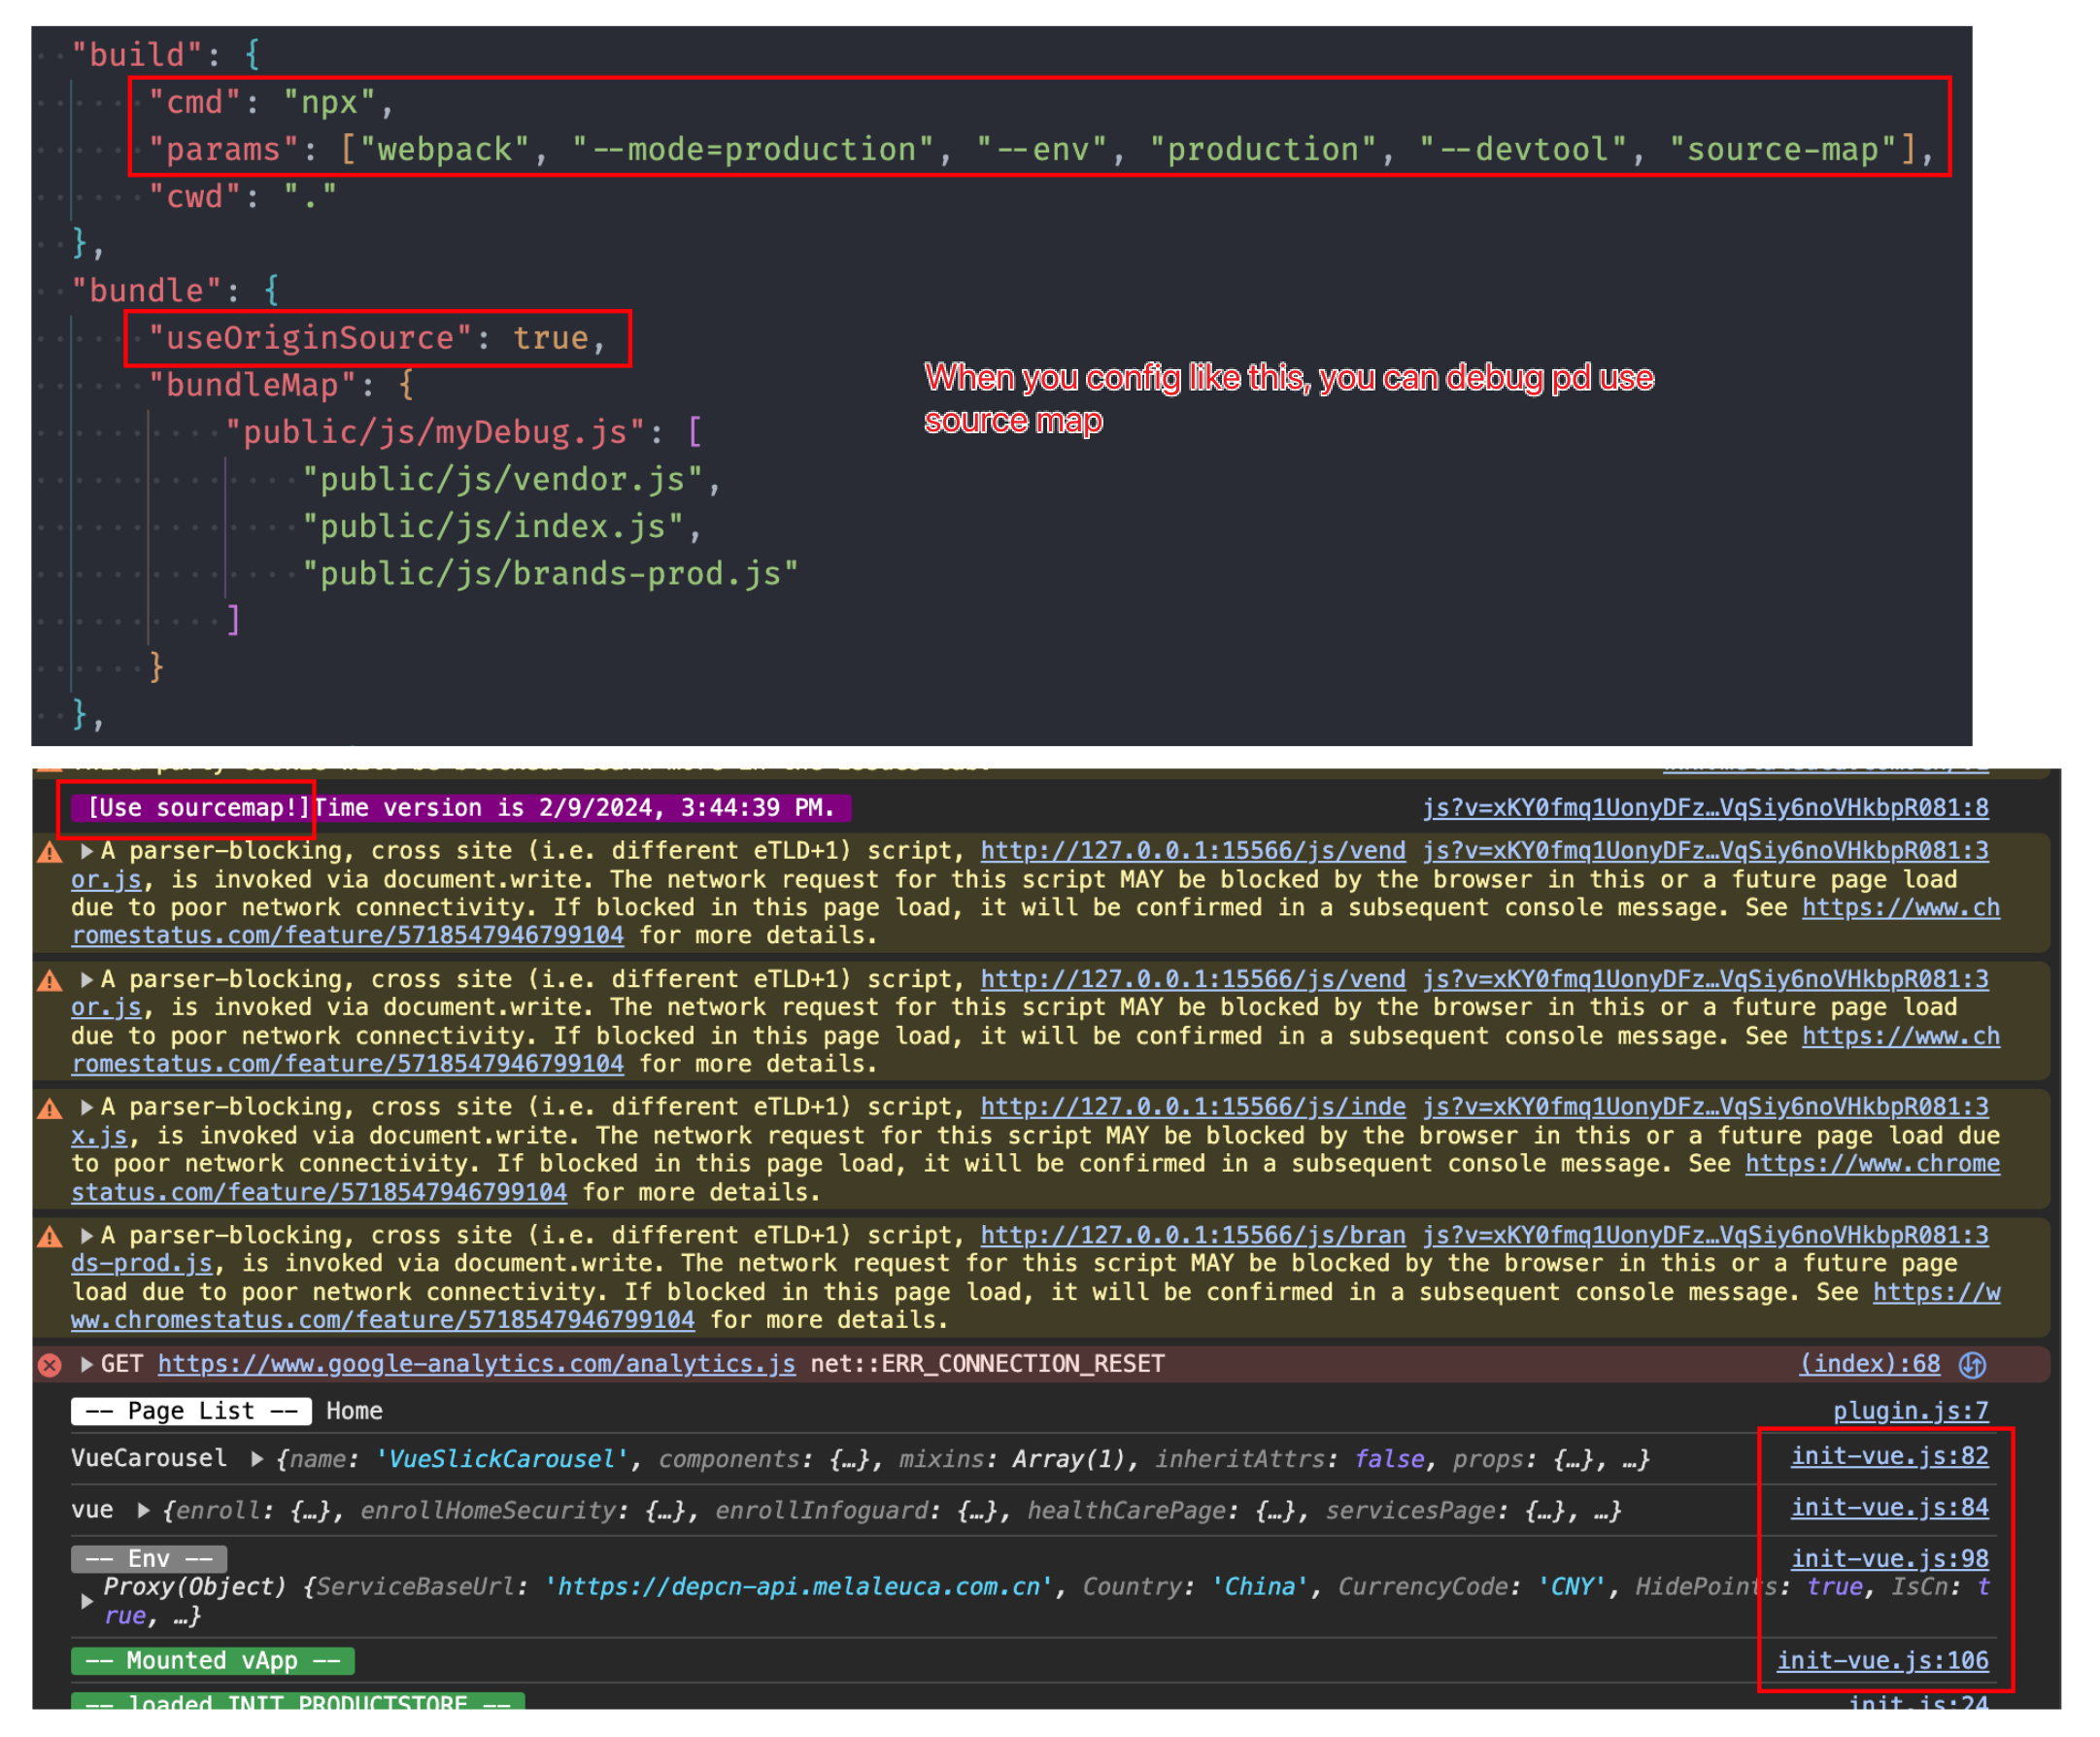 "build": {
"cmd": "npx",
"params": ["webpack", "--mode=production", "--env", "production", "--devtool", "source-map"],
"cwd": "."
},
"bundle": {
"useOriginSource": true,
"bundleMap": {
"public/js/myDebug.js": [
"public/js/vendor.js",
"public/js/index.js",
"public/js/brands-prod.js"
]
}
},
When you config like this, you can debug pd use
source map
[Use sourcemap!]Time version is 2/9/2024, 3:44:39 PM. js?v=xKY0fmq1UonyDFz…VqSiy6noVHkbpR081:8
A parser-blocking, cross site (i.e. different eTLD+1) script, http://127.0.0.1:15566/js/vend js?v=xKY0fmq1UonyDFz…VqSiy6noVHkbpR081:3
or.js, is invoked via document.write. The network request for this script MAY be blocked by the browser in this or a future page load
due to poor network connectivity. If blocked in this page load, it will be confirmed in a subsequent console message. See https://www.ch
romestatus.com/feature/5718547946799104 for more details.
A parser-blocking, cross site (i.e. different eTLD+1) script, http://127.0.0.1:15566/js/vend js?v=xKY0fmq1UonyDFz…VqSiy6noVHkbpR081:3
or.js, is invoked via document.write. The network request for this script MAY be blocked by the browser in this or a future page load
due to poor network connectivity. If blocked in this page load, it will be confirmed in a subsequent console message. See https://www.ch
romestatus.com/feature/5718547946799104 for more details.
A parser-blocking, cross site (i.e. different eTLD+1) script, http://127.0.0.1:15566/js/inde js?v=xKY0fmq1UonyDFz…VqSiy6noVHkbpR081:3
x.js, is invoked via document.write. The network request for this script MAY be blocked by the browser in this or a future page load due
to poor network connectivity. If blocked in this page load, it will be confirmed in a subsequent console message. See https://www.chrome
status.com/feature/5718547946799104 for more details.
A parser-blocking, cross site (i.e. different eTLD+1) script, http://127.0.0.1:15566/js/bran js?v=xKY0fmq1UonyDFz…VqSiy6noVHkbpR081:3
ds-prod.js, is invoked via document.write. The network request for this script MAY be blocked by the browser in this or a future page
load due to poor network connectivity. If blocked in this page load, it will be confirmed in a subsequent console message. See https://w
ww.chromestatus.com/feature/5718547946799104 for more details.
GET https://www.google-analytics.com/analytics.js net::ERR_CONNECTION_RESET (index):68
-- Page List -- Home plugin.js:7
VueCarousel {name: 'VueSlickCarousel', components: {…}, mixins: Array(1), inheritAttrs: false, props: {…}, …} init-vue.js:82
vue {enroll: {…}, enrollHomeSecurity: {…}, enrollInfoguard: {…}, healthCarePage: {…}, servicesPage: {…}, …} init-vue.js:84
-- Env -- init-vue.js:98
Proxy(Object) {ServiceBaseUrl: 'https://depcn-api.melaleuca.com.cn', Country: 'China', CurrencyCode: 'CNY', HidePoints: true, IsCn: t
rue, …}
-- Mounted vApp -- init-vue.js:106
-- loaded INIT PRODUCTSTORE -- init.js:24